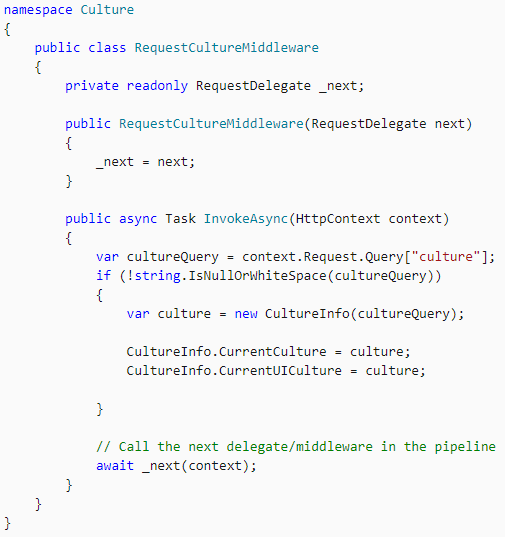 namespace Culture
{
    public class RequestCultureMiddleware
    {
        private readonly RequestDelegate _next;

        public RequestCultureMiddleware(RequestDelegate next)
        {
            _next = next;
        }

        public async Task InvokeAsync(HttpContext context)
        {
            var cultureQuery = context.Request.Query["culture"];
            if (!string.IsNullOrWhiteSpace(cultureQuery))
            {
                var culture = new CultureInfo(cultureQuery);

                CultureInfo.CurrentCulture = culture;
                CultureInfo.CurrentUICulture = culture;

            }

            // Call the next delegate/middleware in the pipeline
            await _next(context);
        }
    }
}